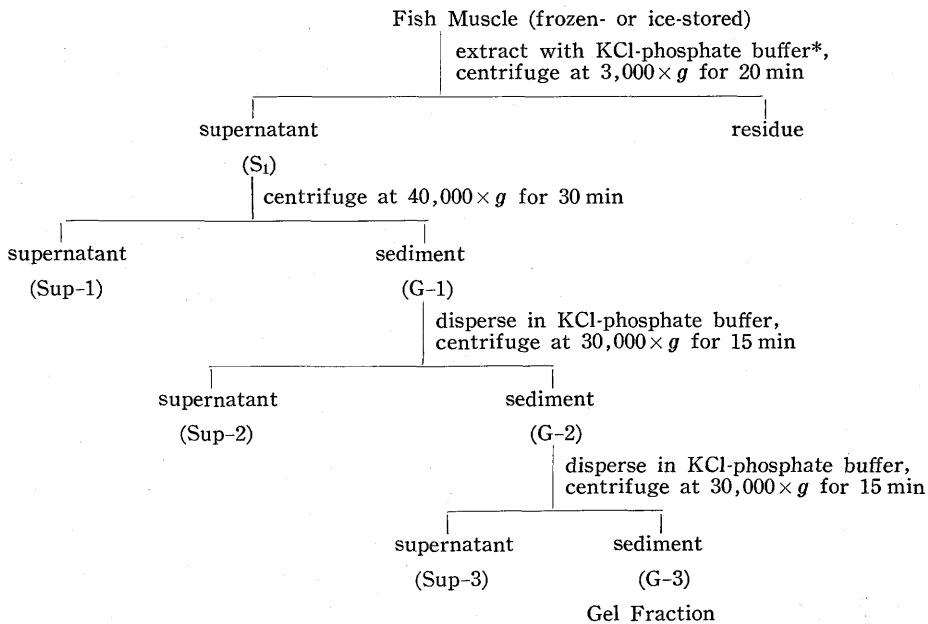 Fish Muscle (frozen- or ice-stored)
extract with KCl-phosphate buffer*,
centrifuge at 3,000×g for 20 min
supernatant residue
(S₁)
centrifuge at 40,000×g for 30 min
supernatant sediment
(Sup-1) (G-1)
disperse in KCl-phosphate buffer,
centrifuge at 30,000×g for 15 min
supernatant sediment
(Sup-2) (G-2)
disperse in KCl-phosphate buffer,
centrifuge at 30,000×g for 15 min
supernatant sediment
(Sup-3) (G-3)
Gel Fraction